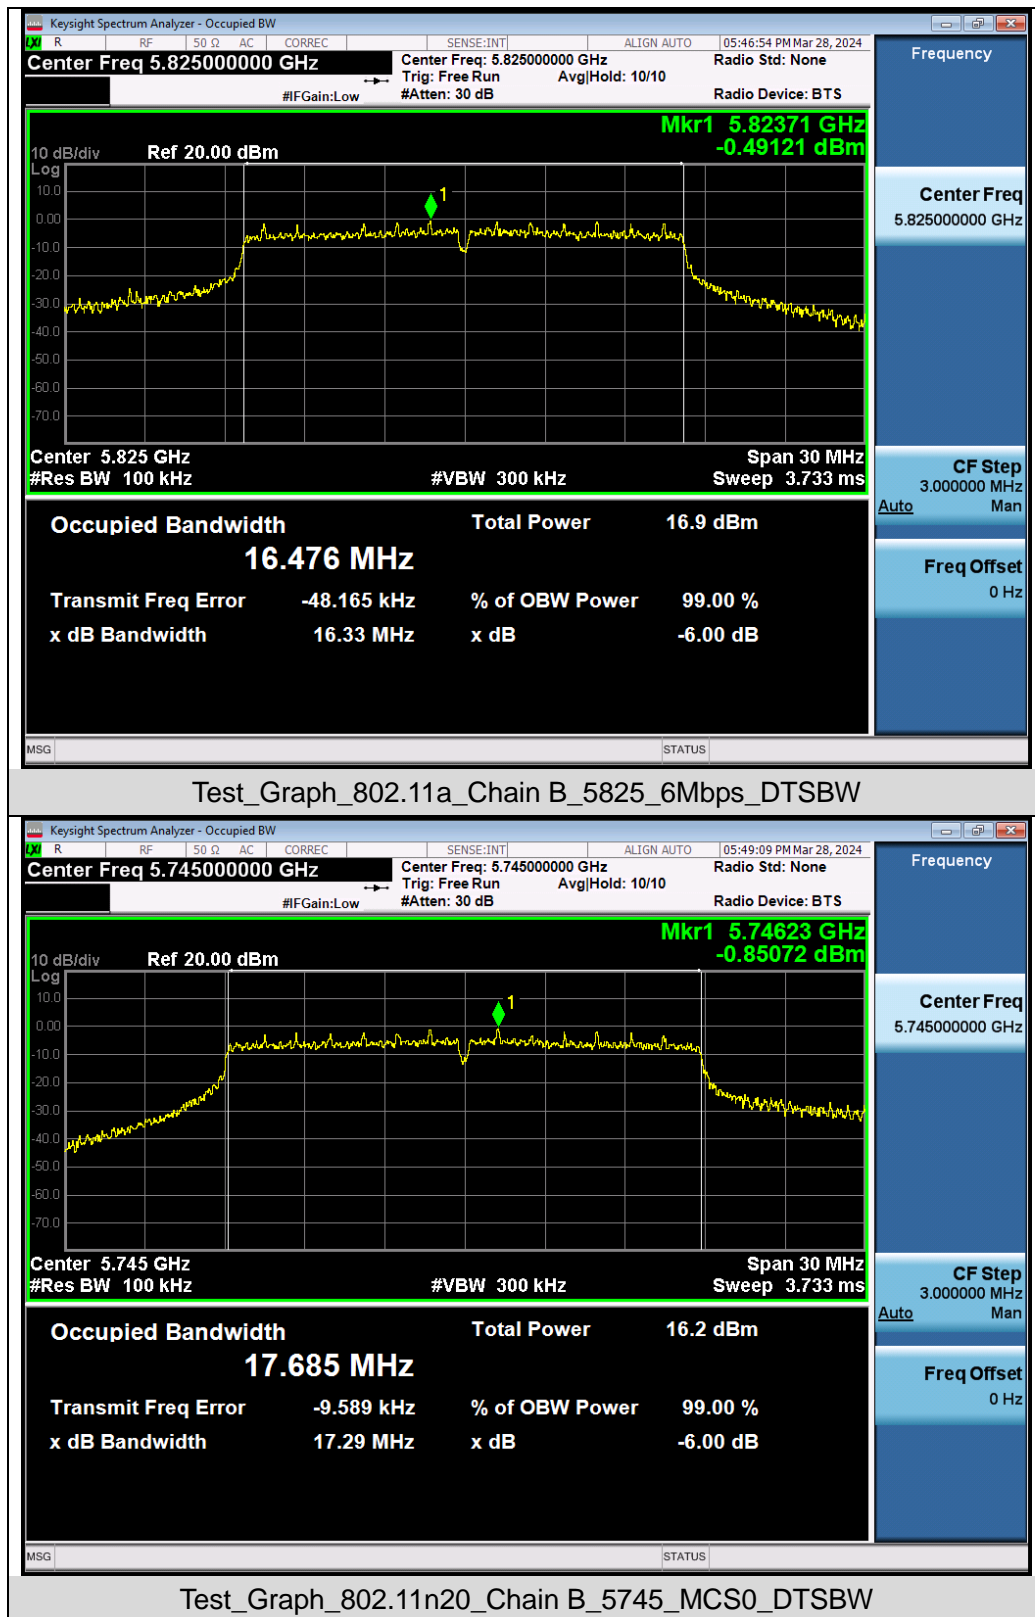 Keysight Spectrum Analyzer - Occupied BW
LXI R RF 50 Ω AC CORREC SENSE:INT ALIGN AUTO 05:46:54 PM Mar 28, 2024
Center Freq 5.825000000 GHz Center Freq: 5.825000000 GHz Radio Std: None
Trig: Free Run Avg|Hold: 10/10
#IFGain:Low #Atten: 30 dB Radio Device: BTS
Frequency
Mkr1 5.82371 GHz
-0.49121 dBm
10 dB/div Ref 20.00 dBm
Log
10.0
0.00
-10.0
-20.0
-30.0
-40.0
-50.0
-60.0
-70.0
1
Center 5.825 GHz Span 30 MHz
#Res BW 100 kHz #VBW 300 kHz Sweep 3.733 ms
Center Freq
5.825000000 GHz
CF Step
3.000000 MHz
Auto Man
Freq Offset
0 Hz
Occupied Bandwidth Total Power 16.9 dBm
16.476 MHz
Transmit Freq Error -48.165 kHz % of OBW Power 99.00 %
x dB Bandwidth 16.33 MHz x dB -6.00 dB
MSG STATUS
Test_Graph_802.11a_Chain B_5825_6Mbps_DTSBW
Keysight Spectrum Analyzer - Occupied BW
LXI R RF 50 Ω AC CORREC SENSE:INT ALIGN AUTO 05:49:09 PM Mar 28, 2024
Center Freq 5.745000000 GHz Center Freq: 5.745000000 GHz Radio Std: None
Trig: Free Run Avg|Hold: 10/10
#IFGain:Low #Atten: 30 dB Radio Device: BTS
Frequency
Mkr1 5.74623 GHz
-0.85072 dBm
10 dB/div Ref 20.00 dBm
Log
10.0
0.00
-10.0
-20.0
-30.0
-40.0
-50.0
-60.0
-70.0
1
Center 5.745 GHz Span 30 MHz
#Res BW 100 kHz #VBW 300 kHz Sweep 3.733 ms
Center Freq
5.745000000 GHz
CF Step
3.000000 MHz
Auto Man
Freq Offset
0 Hz
Occupied Bandwidth Total Power 16.2 dBm
17.685 MHz
Transmit Freq Error -9.589 kHz % of OBW Power 99.00 %
x dB Bandwidth 17.29 MHz x dB -6.00 dB
MSG STATUS
Test_Graph_802.11n20_Chain B_5745_MCS0_DTSBW